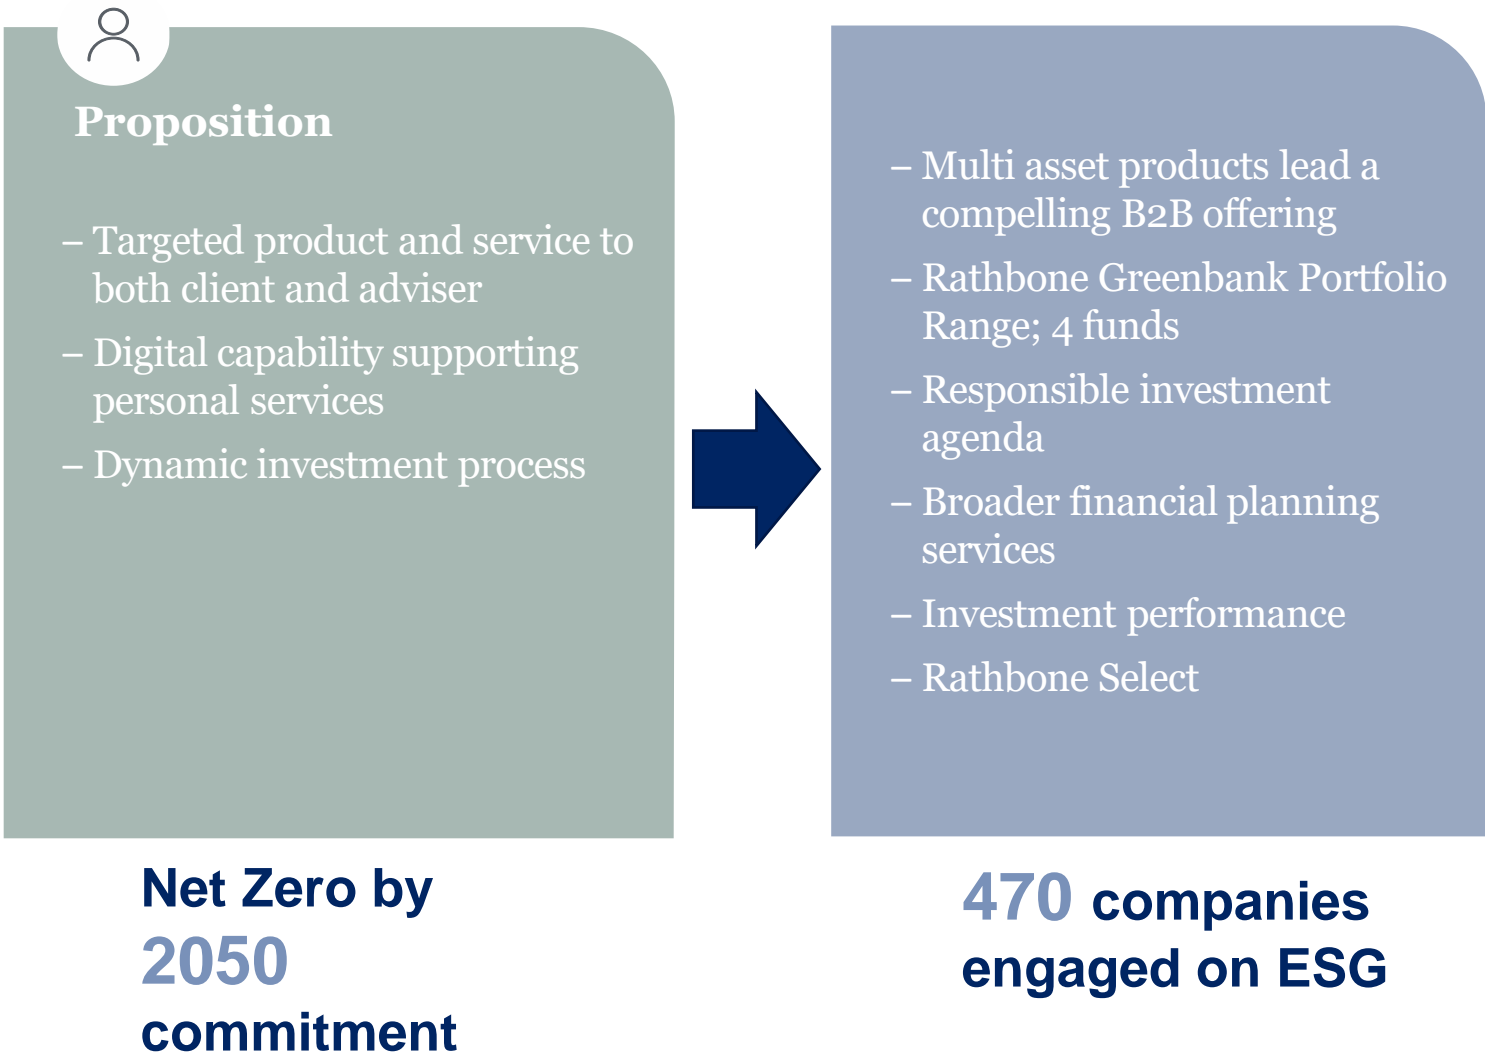 Proposition
– Targeted product and service to
both client and adviser
– Digital capability supporting
personal services
– Dynamic investment process
– Multi asset products lead a
compelling B2B offering
– Rathbone Greenbank Portfolio
Range; 4 funds
– Responsible investment
agenda
– Broader financial planning
services
– Investment performance
– Rathbone Select
Net Zero by
2050
commitment
470 companies
engaged on ESG